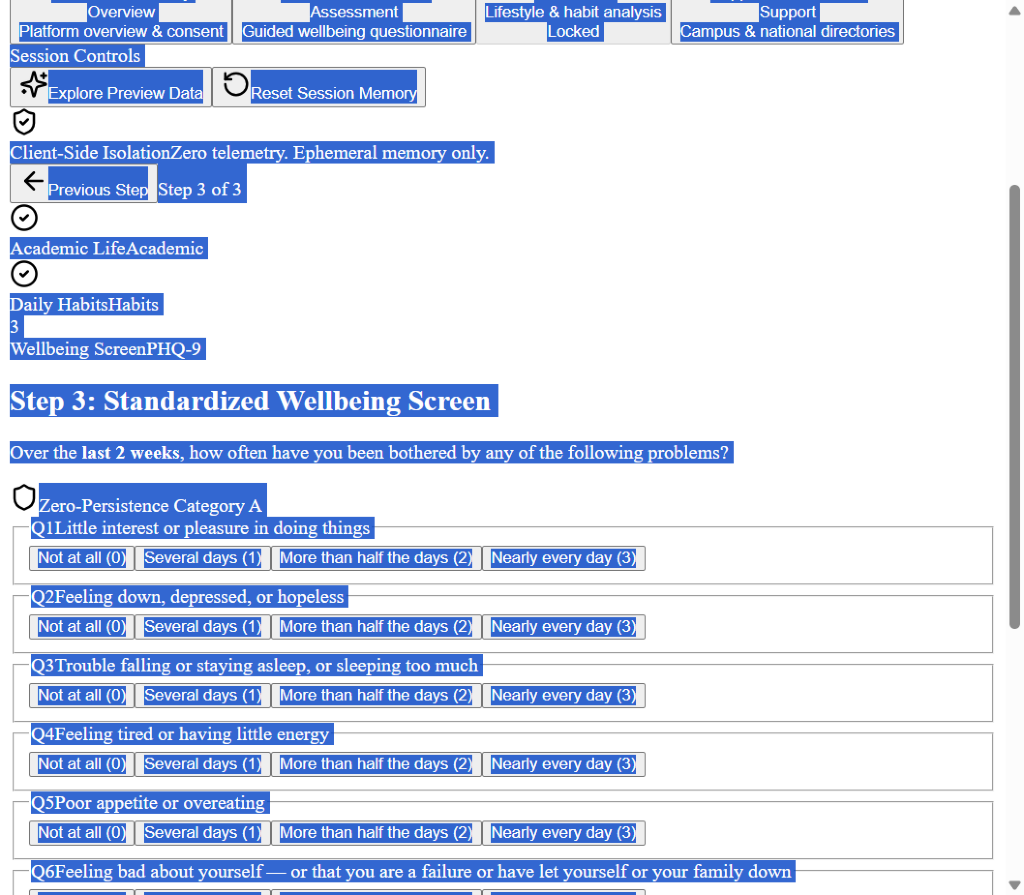 Overview
Platform overview & consent
Assessment
Guided wellbeing questionnaire
Lifestyle & habit analysis
Locked
Support
Campus & national directories
Session Controls
Explore Preview Data
Reset Session Memory
Client-Side IsolationZero telemetry. Ephemeral memory only.
Previous Step
Step 3 of 3
Academic LifeAcademic
Daily HabitsHabits
3
Wellbeing ScreenPHQ-9
Step 3: Standardized Wellbeing Screen
Over the last 2 weeks, how often have you been bothered by any of the following problems?
Zero-Persistence Category A
Q1Little interest or pleasure in doing things
Not at all (0) Several days (1) More than half the days (2) Nearly every day (3)
Q2Feeling down, depressed, or hopeless
Not at all (0) Several days (1) More than half the days (2) Nearly every day (3)
Q3Trouble falling or staying asleep, or sleeping too much
Not at all (0) Several days (1) More than half the days (2) Nearly every day (3)
Q4Feeling tired or having little energy
Not at all (0) Several days (1) More than half the days (2) Nearly every day (3)
Q5Poor appetite or overeating
Not at all (0) Several days (1) More than half the days (2) Nearly every day (3)
Q6Feeling bad about yourself — or that you are a failure or have let yourself or your family down